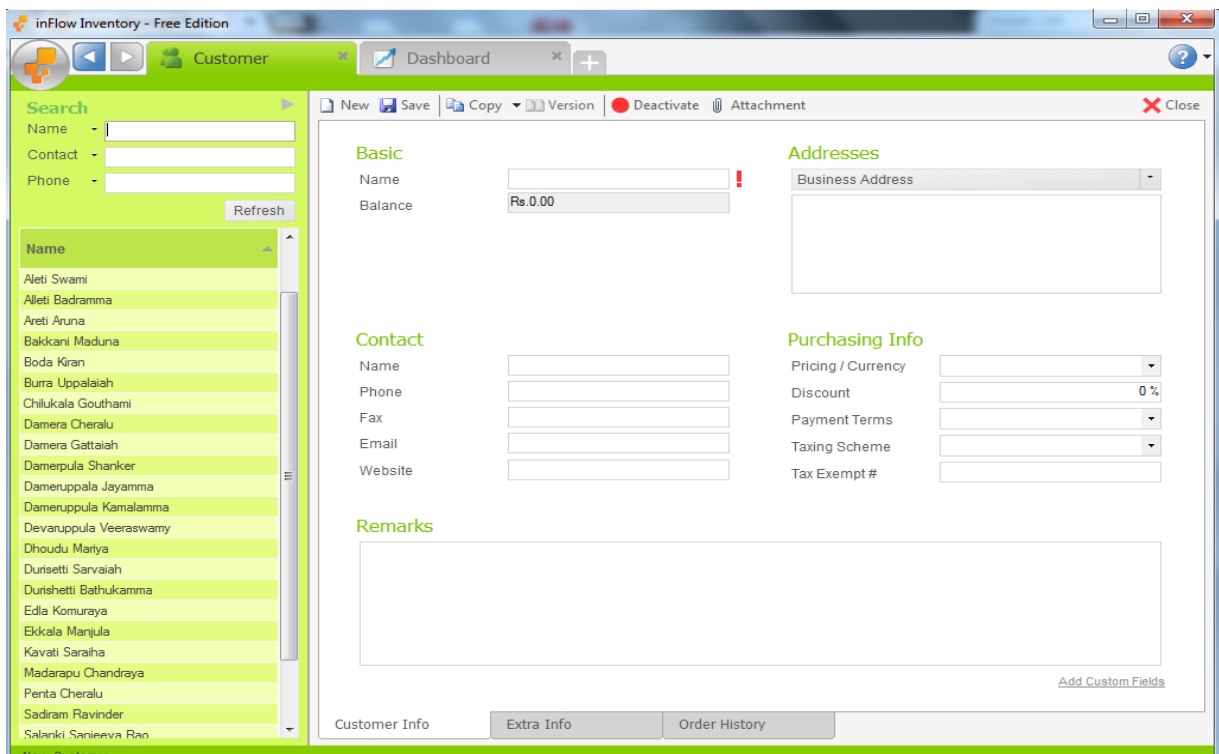 inFlow Inventory - Free Edition
Customer
Dashboard
Search
Name
Contact
Phone
Refresh
Name
Aleti Swami
Alleti Badramma
Areti Aruna
Bakkani Maduna
Boda Kiran
Burra Uppalaiah
Chilukala Gouthami
Damera Cheralu
Damera Gattaiah
Damerpula Shanker
Dameruppala Jayamma
Dameruppula Kamalamma
Devaruppula Veeraswamy
Dhoudu Mariya
Durisetti Sarvaiah
Durishetti Bathukamma
Edla Komuraya
Ekkala Manjula
Kavati Saraiha
Madarapu Chandraya
Penta Cheralu
Sadiram Ravinder
Salanki Sanjeeva Rao
New Save Copy Version Deactivate Attachment Close
Basic
Name
Balance Rs.0.00
Addresses
Business Address
Contact
Name
Phone
Fax
Email
Website
Purchasing Info
Pricing / Currency
Discount 0 %
Payment Terms
Taxing Scheme
Tax Exempt #
Remarks
Add Custom Fields
Customer Info Extra Info Order History